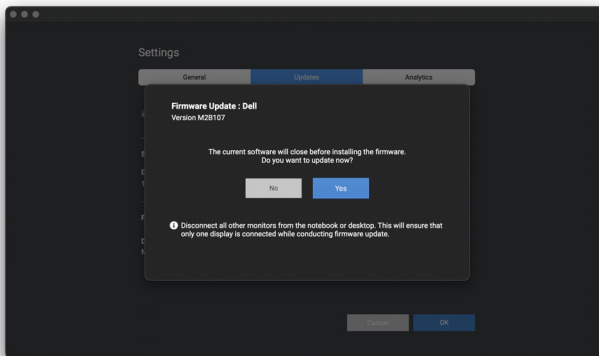 Settings
General
Updates
Analytics
Firmware Update : Dell
Version M2B107
The current software will close before installing the firmware.
Do you want to update now?
No
Yes
Disconnect all other monitors from the notebook or desktop. This will ensure that
only one display is connected while conducting firmware update.
Cancel
OK